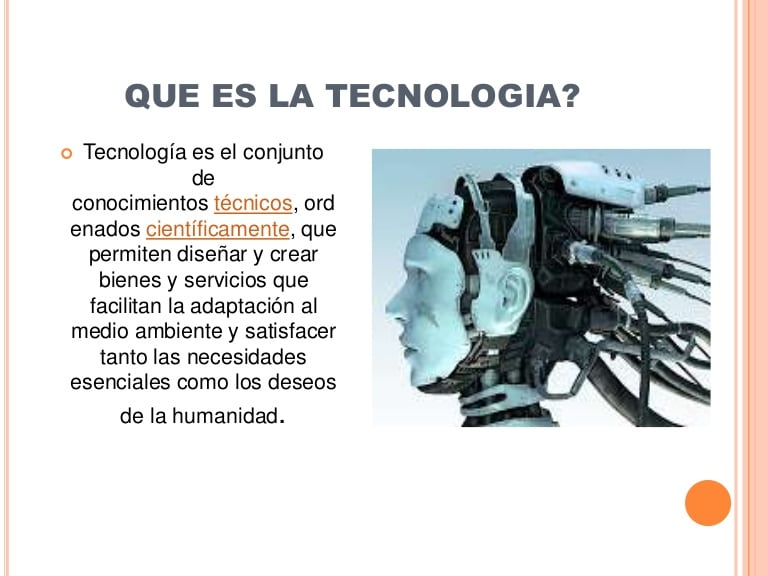 QUE ES LA TECNOLOGIA?
Tecnología es el conjunto
de
conocimientos técnicos, ord
enados científicamente, que
permiten diseñar y crear
bienes y servicios que
facilitan la adaptación al
medio ambiente y satisfacer
tanto las necesidades
esenciales como los deseos
de la humanidad.